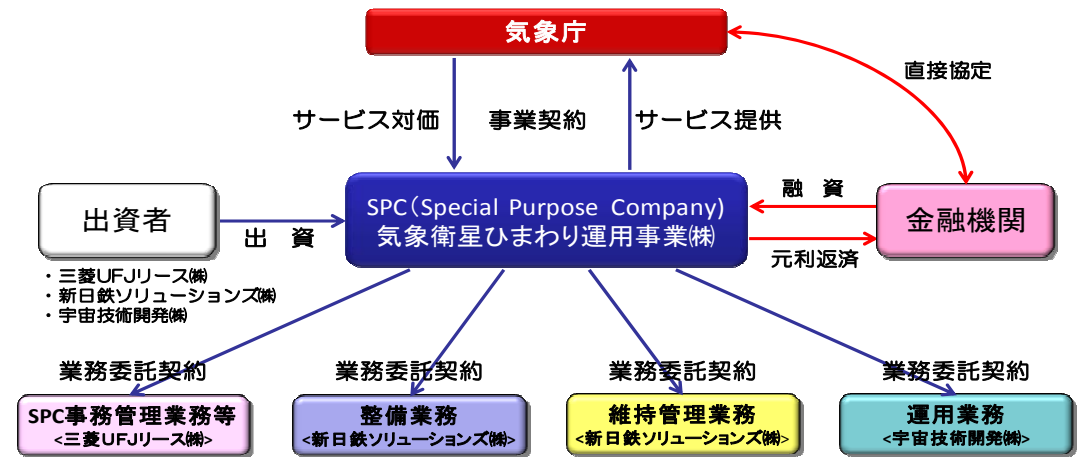 気象庁
直接協定
サービス対価
事業契約
サービス提供
出資者
出 資
SPC(Special Purpose Company)
気象衛星ひまわり運用事業㈱
融 資
元利返済
金融機関
・三菱UFJリース㈱
・新日鉄ソリューションズ㈱
・宇宙技術開発㈱
業務委託契約
業務委託契約
業務委託契約
業務委託契約
SPC事務管理業務等
<三菱UFJリース㈱>
整備業務
<新日鉄ソリューションズ㈱>
維持管理業務
<新日鉄ソリューションズ㈱>
運用業務
<宇宙技術開発㈱>